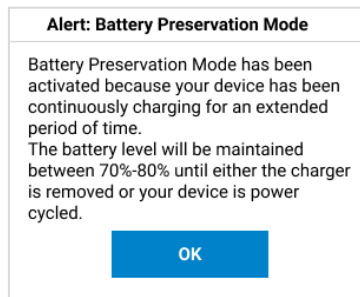 Alert: Battery Preservation Mode
Battery Preservation Mode has been
activated because your device has been
continuously charging for an extended
period of time.
The battery level will be maintained
between 70%-80% until either the charger
is removed or your device is power
cycled.
OK